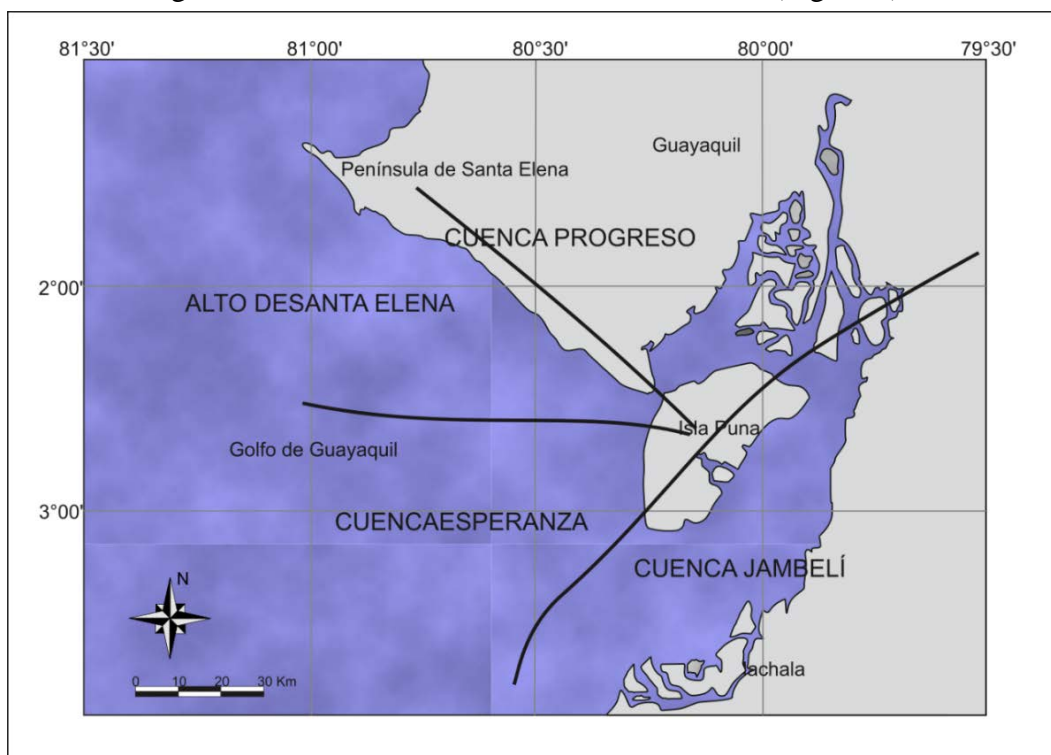 81°30' 81°00' 80°30' 80°00' 79°30'
Guayaquil
Península de Santa Elena
CUENCA PROGRESO
2°00'
ALTO DESANTA ELENA
Isla Puna
Golfo de Guayaquil
3°00'
CUENCAESPERANZA
CUENCA JAMBELÍ
N
lachala
0 10 20 30 Km